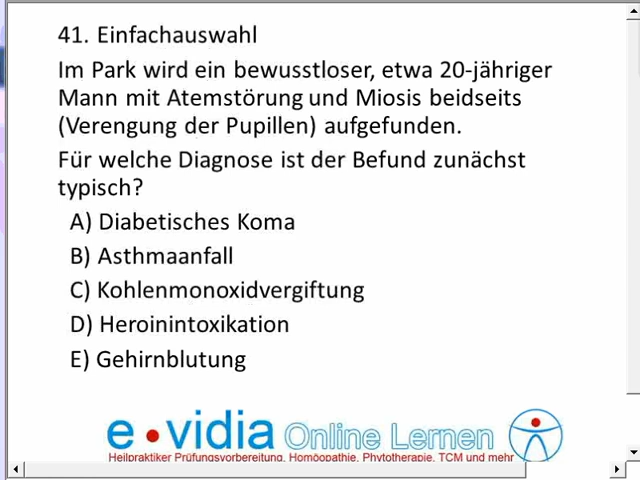 41. Einfachauswahl
Im Park wird ein bewusstloser, etwa 20-jähriger
Mann mit Atemstörung und Miosis beidseits
(Verengung der Pupillen) aufgefunden.
Für welche Diagnose ist der Befund zunächst
typisch?
A) Diabetisches Koma
B) Asthmaanfall
C) Kohlenmonoxidvergiftung
D) Heroinintoxikation
E) Gehirnblutung
e•vidia Online Lernen
Heilpraktiker Prüfungsvorbereitung, Homöopathie, Phytotherapie, TCM und mehr